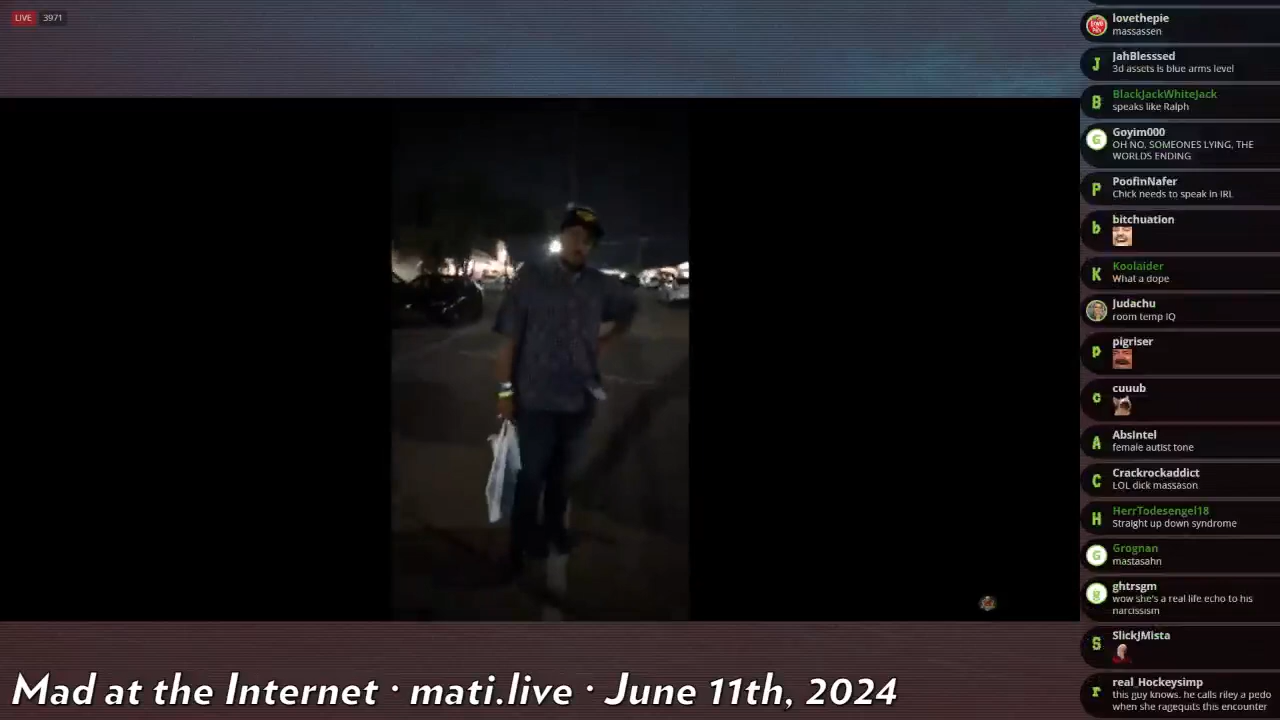 LIVE 3971
lovethepie
massassen
JahBlesssed
3d assets is blue arms level
BlackJackWhiteJack
speaks like Ralph
Goyim000
OH NO, SOMEONES LYING, THE
WORLDS ENDING
PoofinNafer
Chick needs to speak in IRL
bitchuation
Koolaider
What a dope
Judachu
room temp IQ
pigriser
cuuub
AbsIntel
female autist tone
Crackrockaddict
LOL dick massason
HerrTodesengel18
Straight up down syndrome
Grognan
mastasahn
ghtrsgm
wow she's a real life echo to his
narcissism
SlickJMista
real_Hockeysimp
this guy knows. he calls riley a pedo
when she ragequits this encounter
Mad at the Internet · mati.live · June 11th, 2024